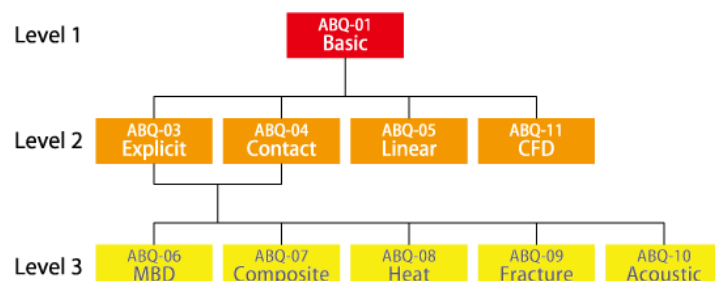 Level 1
ABQ-01
Basic
Level 2
ABQ-03
Explicit
ABQ-04
Contact
ABQ-05
Linear
ABQ-11
CFD
Level 3
ABQ-06
MBD
ABQ-07
Composite
ABQ-08
Heat
ABQ-09
Fracture
ABQ-10
Acoustic